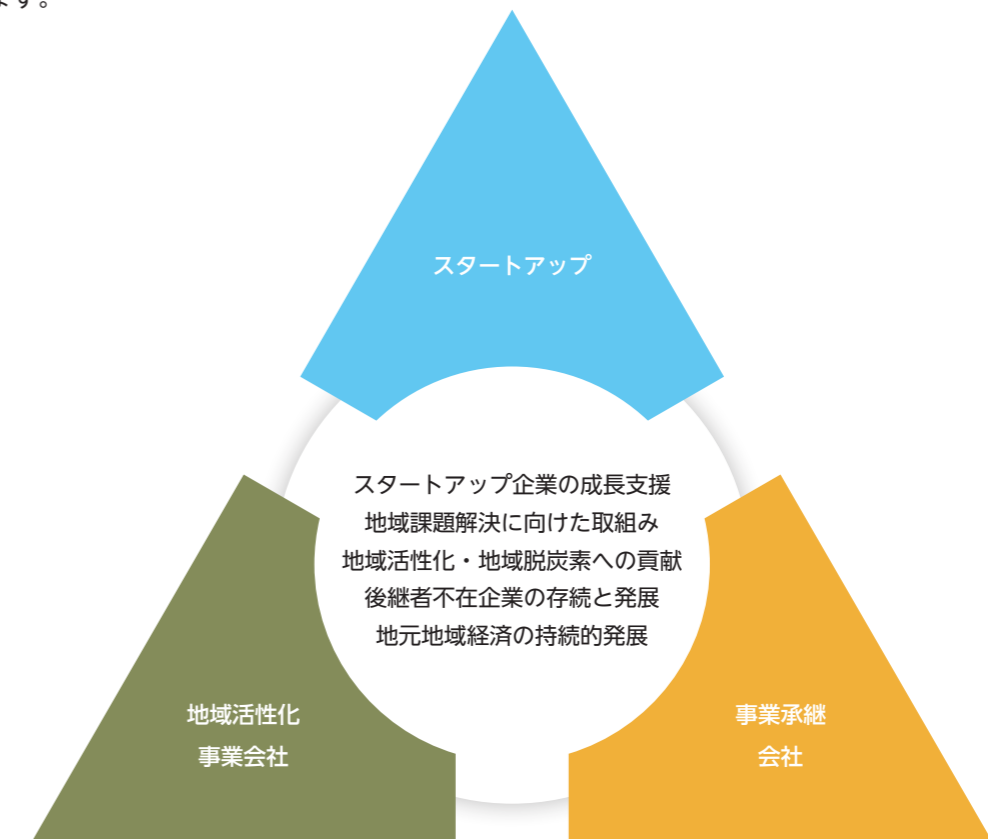 ます。
スタートアップ
スタートアップ企業の成長支援
地域課題解決に向けた取組み
地域活性化・地域脱炭素への貢献
後継者不在企業の存続と発展
地元地域経済の持続的発展
地域活性化
事業会社
事業承継
会社